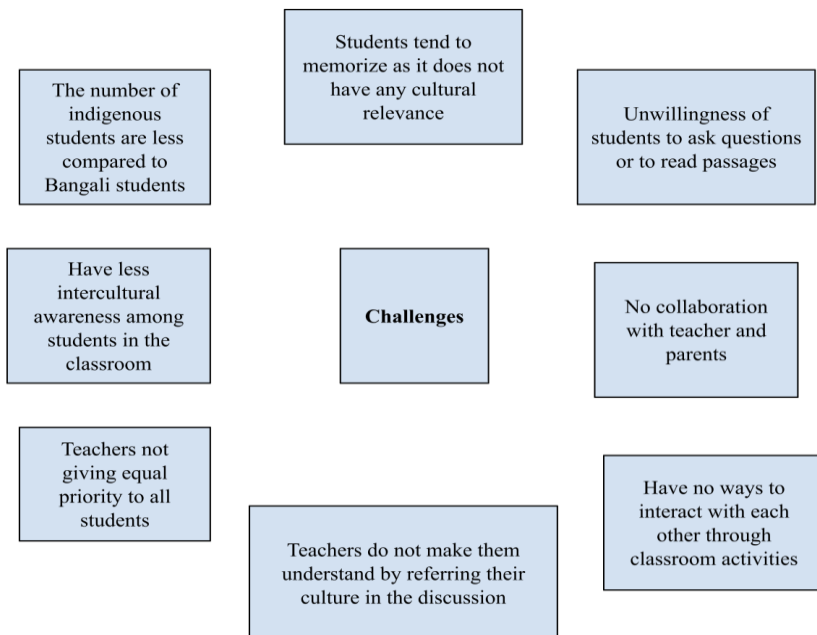 Students tend to
memorize as it does not
have any cultural
relevance
The number of
indigenous
students are less
compared to
Bangali students
Unwillingness of
students to ask questions
or to read passages
Have less
intercultural
awareness among
students in the
classroom
Challenges
No collaboration
with teacher and
parents
Teachers not
giving equal
priority to all
students
Have no ways to
interact with each
other through
classroom activities
Teachers do not make them
understand by referring their
culture in the discussion